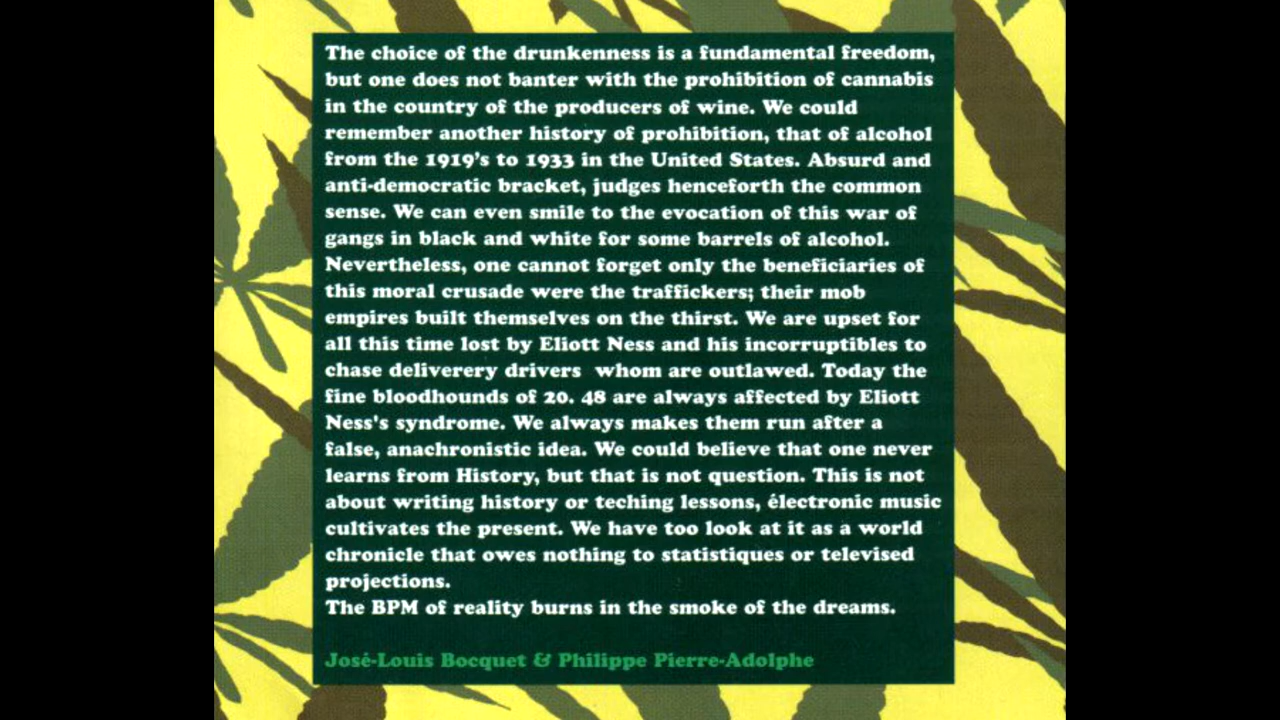 The choice of the drunkenness is a fundamental freedom,
but one does not banter with the prohibition of cannabis
in the country of the producers of wine. We could
remember another history of prohibition, that of alcohol
from the 1919's to 1933 in the United States. Absurd and
anti-democratic bracket, judges henceforth the common
sense. We can even smile to the evocation of this war of
gangs in black and white for some barrels of alcohol.
Nevertheless, one cannot forget only the beneficiaries of
this moral crusade were the traffickers; their mob
empires built themselves on the thirst. We are upset for
all this time lost by Eliott Ness and his incorruptibles to
chase deliverery drivers  whom are outlawed. Today the
fine bloodhounds of 20. 48 are always affected by Eliott
Ness's syndrome. We always makes them run after a
false, anachronistic idea. We could believe that one never
learns from History, but that is not question. This is not
about writing history or teching lessons, électronic music
cultivates the present. We have too look at it as a world
chronicle that owes nothing to statistiques or televised
projections.
The BPM of reality burns in the smoke of the dreams.
José-Louis Bocquet & Philippe Pierre-Adolphe